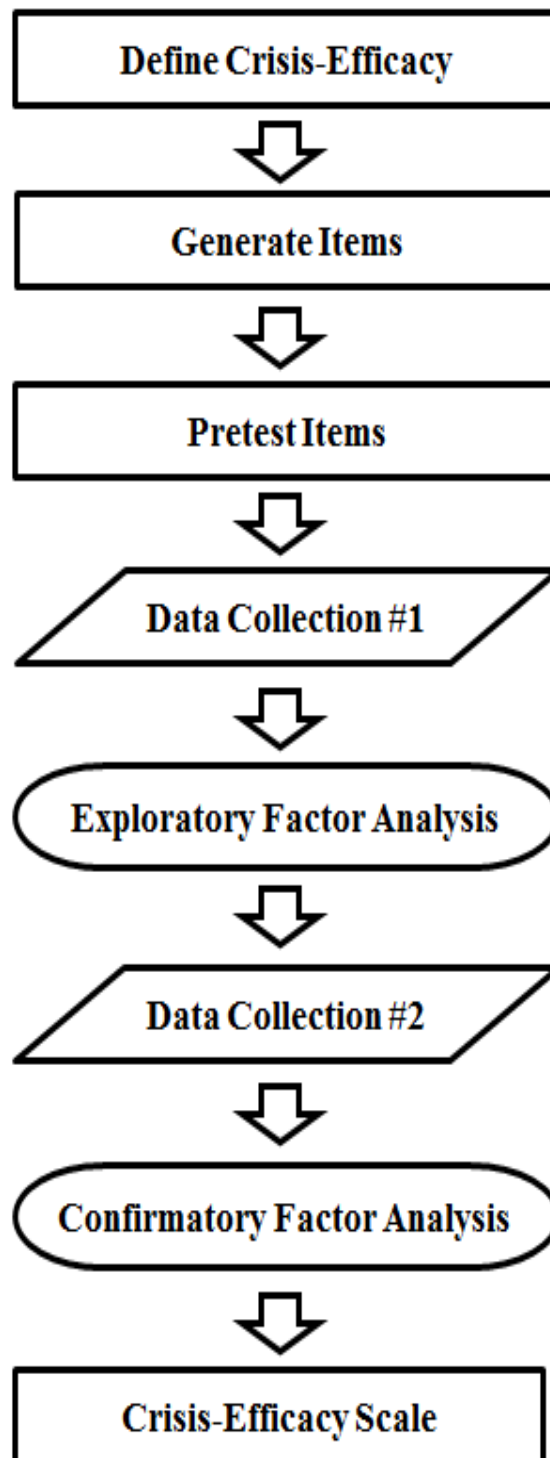 Define Crisis-Efficacy
Generate Items
Pretest Items
Data Collection #1
Exploratory Factor Analysis
Data Collection #2
Confirmatory Factor Analysis
Crisis-Efficacy Scale